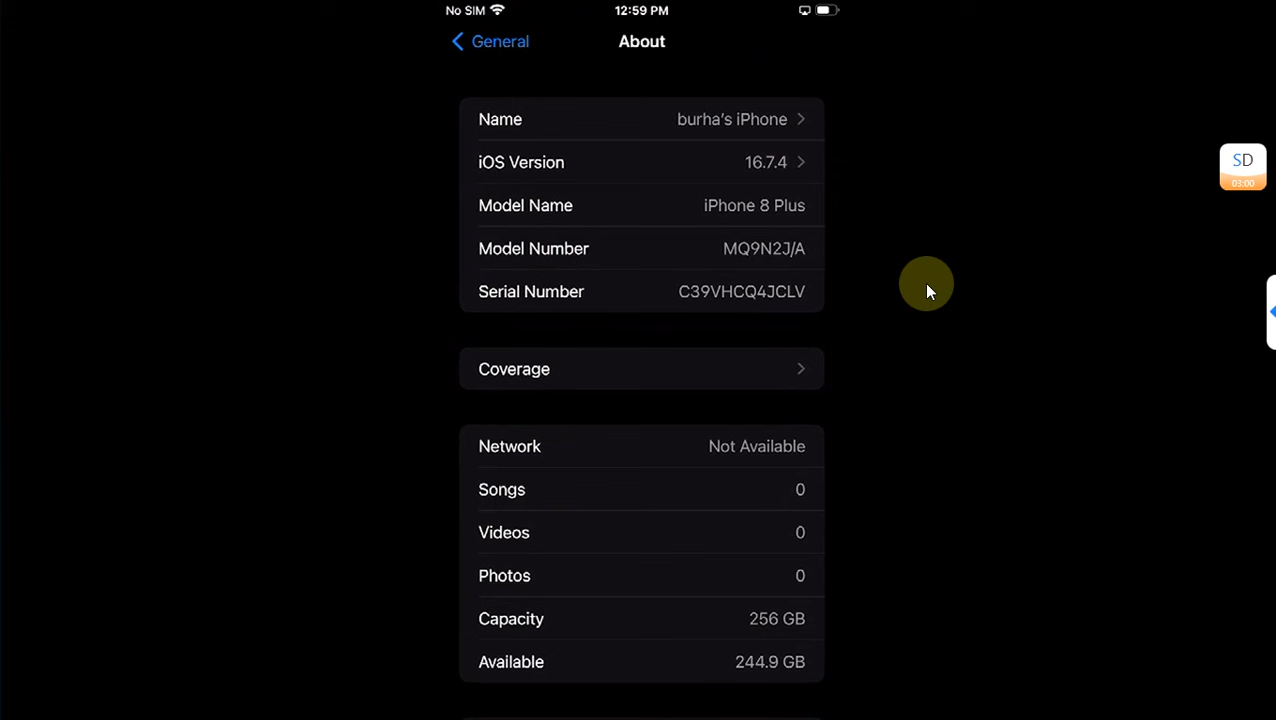 No SIM 12:59 PM
General About
Name burha's iPhone
iOS Version 16.7.4
Model Name iPhone 8 Plus
Model Number MQ9N2J/A
Serial Number C39VHCQ4JCLV
Coverage
Network Not Available
Songs 0
Videos 0
Photos 0
Capacity 256 GB
Available 244.9 GB
SD
03:00